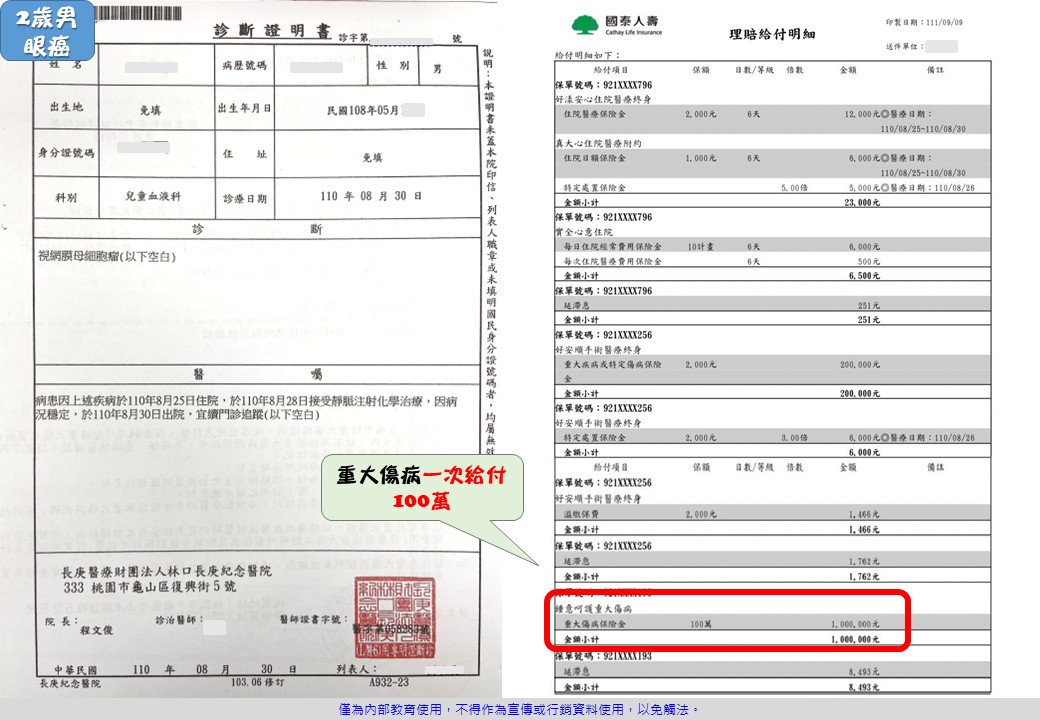 2歲男
眼癌
診斷證明書
診字第 號
姓 名
病歷號碼
性 別
男
出生地
免填
出生年月日
民國108年05月
身分證號碼
住 址
免填
科別
兒童血液科
診療日期
110 年 08 月 30 日
診 斷
視網膜母細胞瘤(以下空白)
醫 囑
病患因上述疾病於110年8月25日住院，於110年8月28日接受靜脈注射化學治療，因病
況穩定，於110年8月30日出院，宜續門診追蹤(以下空白)
長庚醫療財團法人林口長庚紀念醫院
333 桃園市龜山區復興街5號
院 長：
程文俊
診治醫師：
醫師證書字號：
醫字第058283號
中華民國 110 年 08 月 30 日 列表人：
長庚紀念醫院 103.06 修訂 A932-23
說明：本證明書未蓋本院印信、列表人職章或未填明國民身分證號碼者，均屬無效
重大傷病一次給付
100萬
國泰人壽
Cathay Life Insurance
理賠給付明細
印製日期：111/09/09
送件單位：
給付明細如下：
給付項目 保額 日數/等級 倍數 金額 備註
保單號碼：921XXXX796
好漾安心住院醫療終身
住院醫療保險金 2,000元 6天 12,000元◎醫療日期：
110/08/25~110/08/30
真大心住院醫療附約
住院日額保險金 1,000元 6天 6,000元◎醫療日期：
110/08/25~110/08/30
特定處置保險金 5.00倍 5,000元◎醫療日期：110/08/26
金額小計 23,000元
保單號碼：921XXXX796
實全心意住院
每日住院經常費用保險金 10計畫 6天 6,000元
每次住院醫療費用保險金 6天 500元
金額小計 6,500元
保單號碼：921XXXX796
延滯息 251元
金額小計 251元
保單號碼：921XXXX256
好安順手術醫療終身
重大疾病或特定傷病保險 2,000元 200,000元
金
金額小計 200,000元
保單號碼：921XXXX256
好安順手術醫療終身
特定處置保險金 2,000元 3.00倍 6,000元◎醫療日期：110/08/26
金額小計 6,000元
給付項目 保額 日數/等級 倍數 金額 備註
保單號碼：921XXXX256
好安順手術醫療終身
溢繳保費 2,000元 1,466元
金額小計 1,466元
保單號碼：921XXXX256
延滯息 1,762元
金額小計 1,762元
鍾意呵護重大傷病
重大傷病保險金 100萬 1,000,000元
金額小計 1,000,000元
保單號碼：921XXXX193
延滯息 8,493元
金額小計 8,493元
僅為內部教育使用，不得作為宣傳或行銷資料使用，以免觸法。